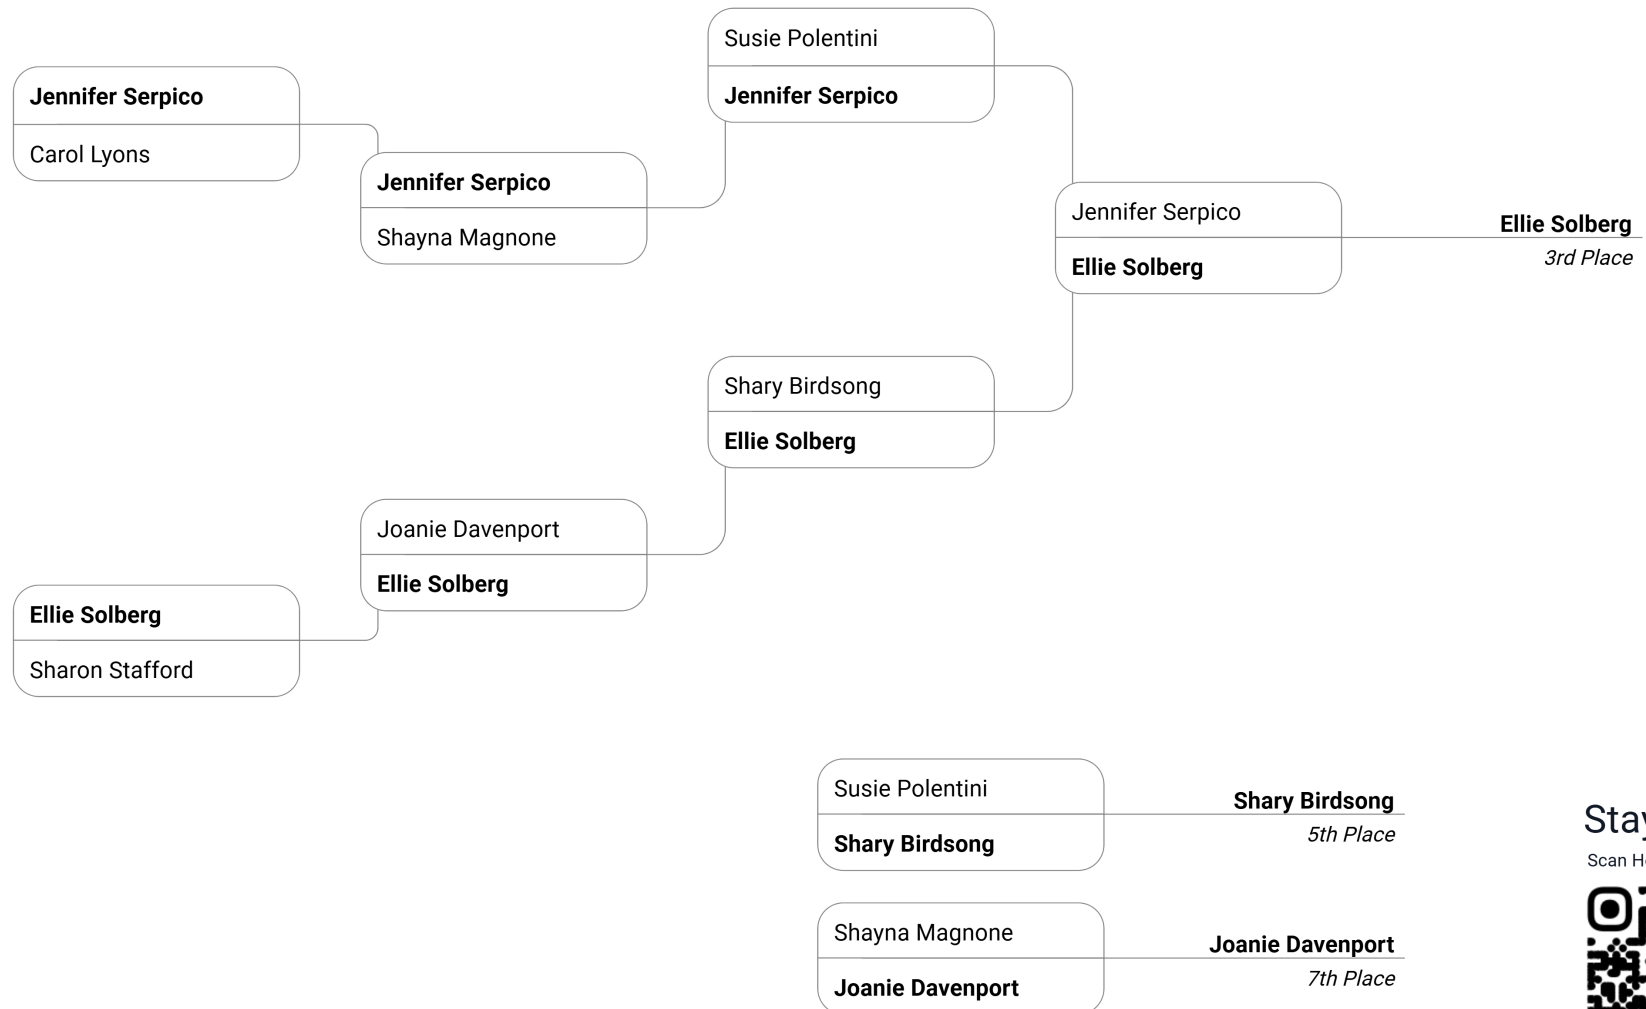 Jennifer Serpico
Carol Lyons
Jennifer Serpico
Shayna Magnone
Susie Polentini
Jennifer Serpico
Jennifer Serpico
Ellie Solberg
Ellie Solberg
3rd Place
Shary Birdsong
Ellie Solberg
Joanie Davenport
Ellie Solberg
Ellie Solberg
Sharon Stafford
Susie Polentini
Shary Birdsong
Shary Birdsong
5th Place
Shayna Magnone
Joanie Davenport
Joanie Davenport
7th Place
Scan